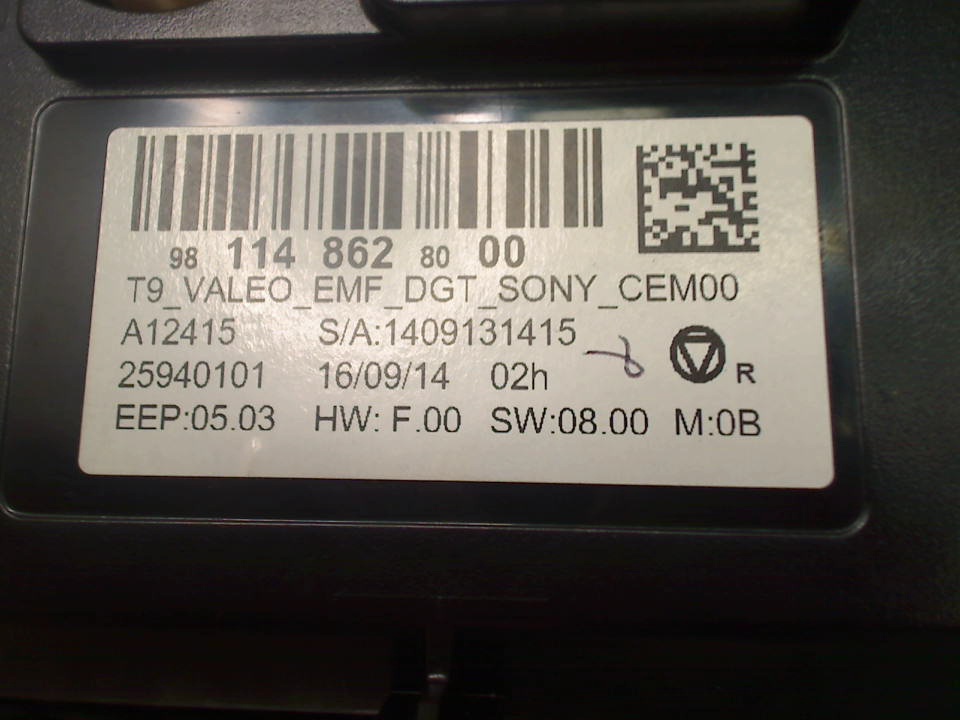 98 114 862 80 00
T9_VALEO_EMF_DGT_SONY_CEM00
A12415 S/A:1409131415
25940101 16/09/14 02h 8 R
EEP:05.03 HW: F.00 SW:08.00 M:0B